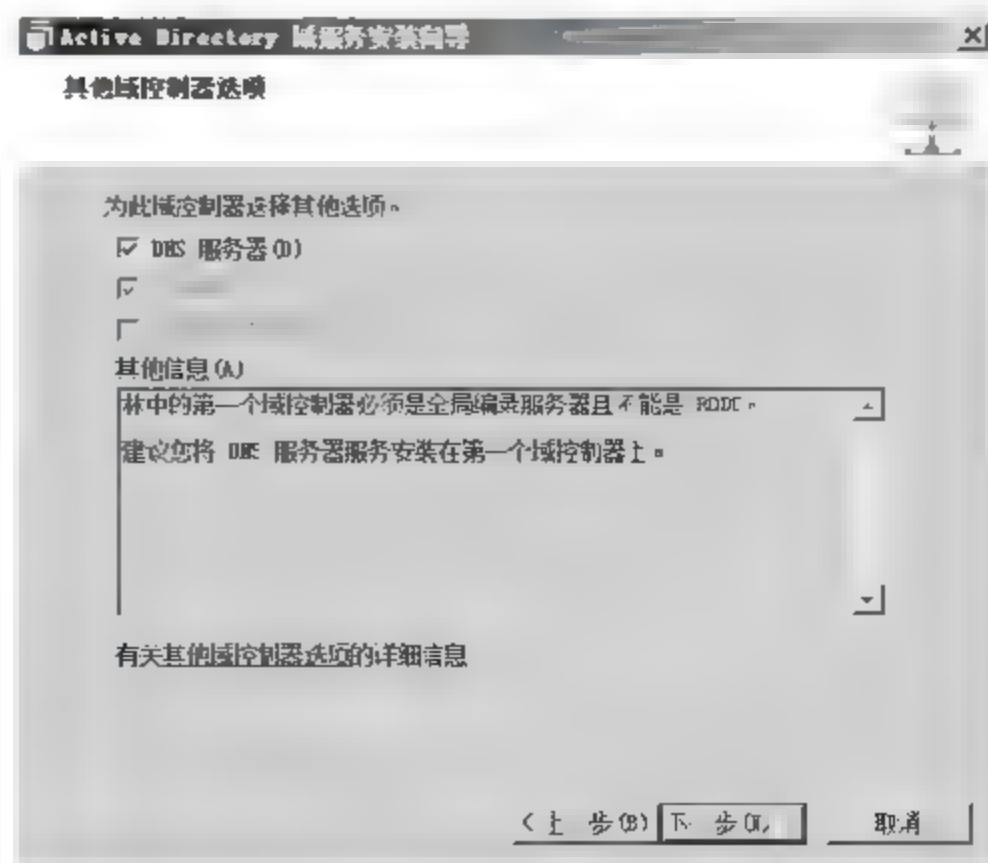 Active Directory 域服务安装向导
其他域控制器选项
为此域控制器选择其他选项。
DNS 服务器(D)
其他信息(A)
林中的第一个域控制器必须是全局编录服务器且不能是 RODC。
建议您将 DNS 服务器服务安装在第一个域控制器上。
有关其他域控制器选项的详细信息
<上一步(B) 下一步(N) 取消